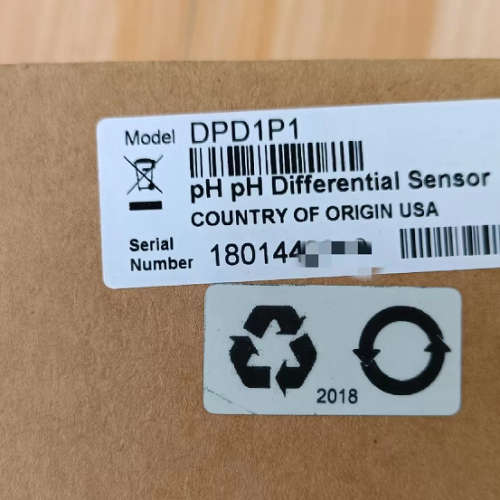 Model DPD1P1
pH pH Differential Sensor
COUNTRY OF ORIGIN USA
Serial
Number 180144
2018